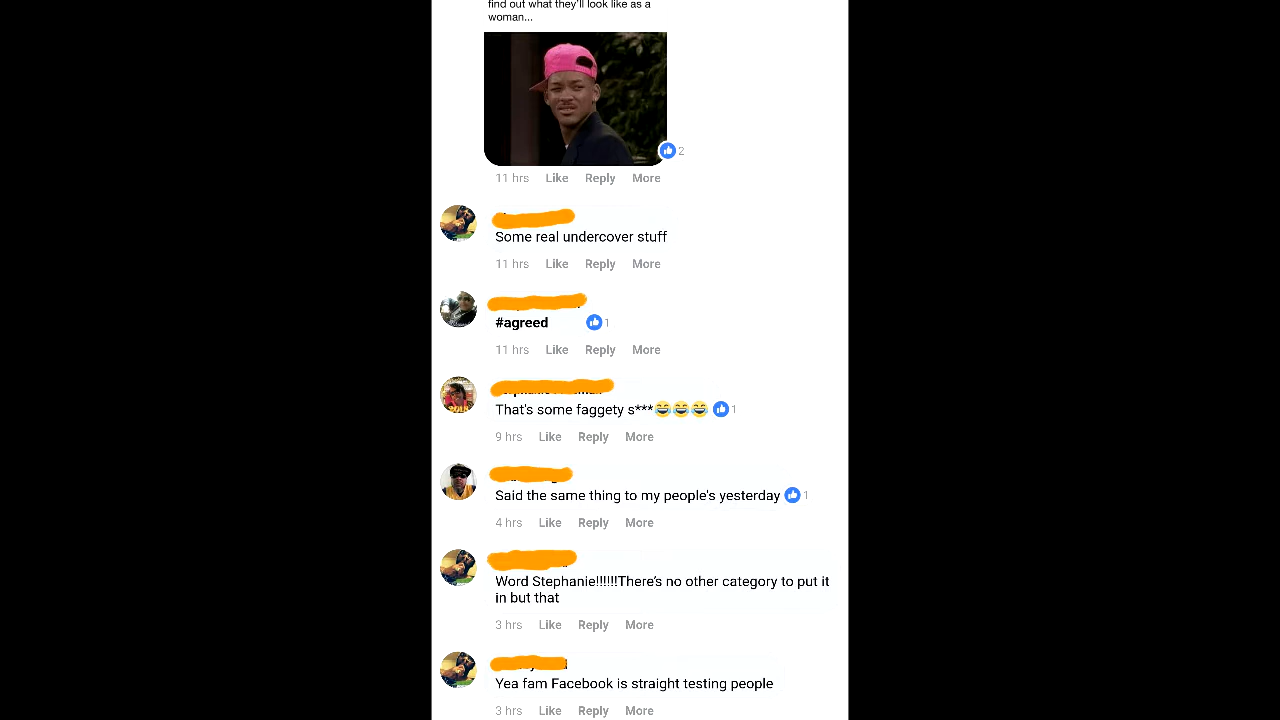 find out what they'll look like as a
woman...
2
11 hrs Like Reply More
Some real undercover stuff
11 hrs Like Reply More
#agreed 1
11 hrs Like Reply More
That's some faggety s***😂😂😂 1
9 hrs Like Reply More
Said the same thing to my people's yesterday 1
4 hrs Like Reply More
Word Stephanie!!!!!!There's no other category to put it
in but that
3 hrs Like Reply More
Yea fam Facebook is straight testing people
3 hrs Like Reply More